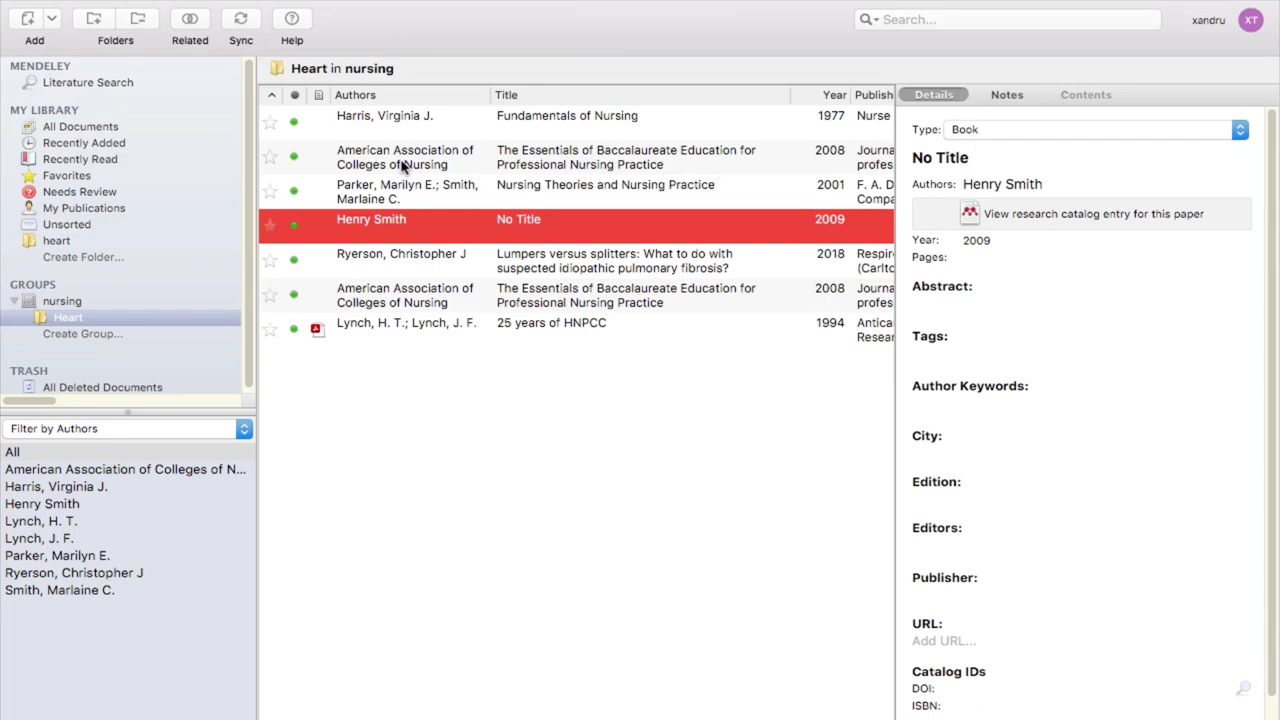 Add
Folders
Related
Sync
Help
Search...
xandru
XT
MENDELEY
Literature Search
MY LIBRARY
All Documents
Recently Added
Recently Read
Favorites
Needs Review
My Publications
Unsorted
heart
Create Folder...
GROUPS
nursing
Heart
Create Group...
TRASH
All Deleted Documents
Filter by Authors
All
American Association of Colleges of N...
Harris, Virginia J.
Henry Smith
Lynch, H. T.
Lynch, J. F.
Parker, Marilyn E.
Ryerson, Christopher J
Smith, Marlaine C.
Heart in nursing
Authors Title Year Publish
Harris, Virginia J. Fundamentals of Nursing 1977 Nurse
American Association of The Essentials of Baccalaureate Education for 2008 Journa
Colleges of Nursing Professional Nursing Practice profes
Parker, Marilyn E.; Smith, Nursing Theories and Nursing Practice 2001 F. A. D
Marlaine C. Compa
Henry Smith No Title 2009
Ryerson, Christopher J Lumpers versus splitters: What to do with 2018 Respir
suspected idiopathic pulmonary fibrosis? (Carlto
American Association of The Essentials of Baccalaureate Education for 2008 Journa
Colleges of Nursing Professional Nursing Practice profes
Lynch, H. T.; Lynch, J. F. 25 years of HNPCC 1994 Antica
Resear
Details Notes Contents
Type: Book
No Title
Authors: Henry Smith
View research catalog entry for this paper
Year: 2009
Pages:
Abstract:
Tags:
Author Keywords:
City:
Edition:
Editors:
Publisher:
URL:
Add URL...
Catalog IDs
DOI:
ISBN: